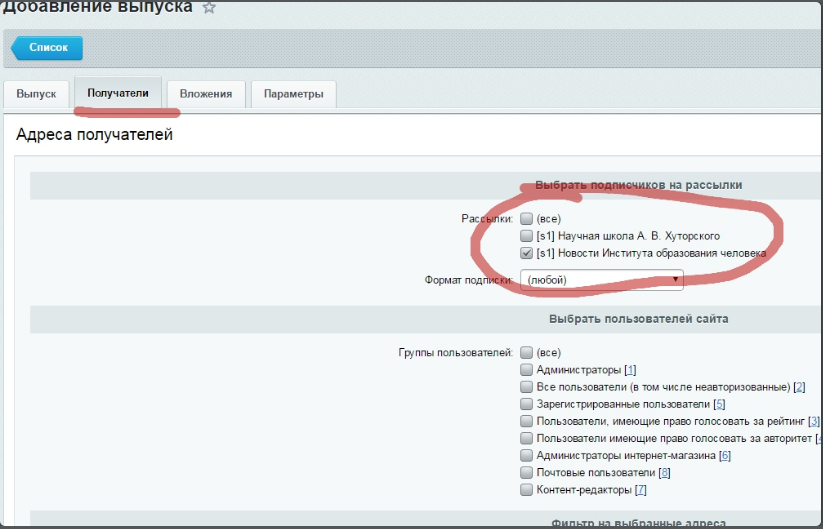 Добавление выпуска
Список
Выпуск Получатели Вложения Параметры
Адреса получателей
Выбрать подписчиков на рассылки
Рассылки: (все)
[s1] Научная школа А. В. Хуторского
[s1] Новости Института образования человека
Формат подписки: (любой)
Выбрать пользователей сайта
Группы пользователей: (все)
Администраторы [1]
Все пользователи (в том числе неавторизованные) [2]
Зарегистрированные пользователи [5]
Пользователи, имеющие право голосовать за рейтинг [3]
Пользователи имеющие право голосовать за авторитет [4
Администраторы интернет-магазина [6]
Почтовые пользователи [8]
Контент-редакторы [7]
Фильтр на выбранные адреса